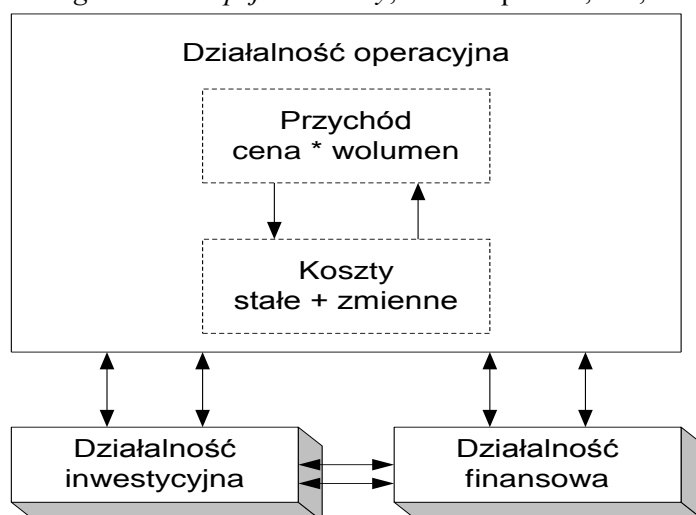 Działalność operacyjna
Przychód
cena * wolumen
Koszty
stałe + zmienne
Działalność
inwestycyjna
Działalność
finansowa